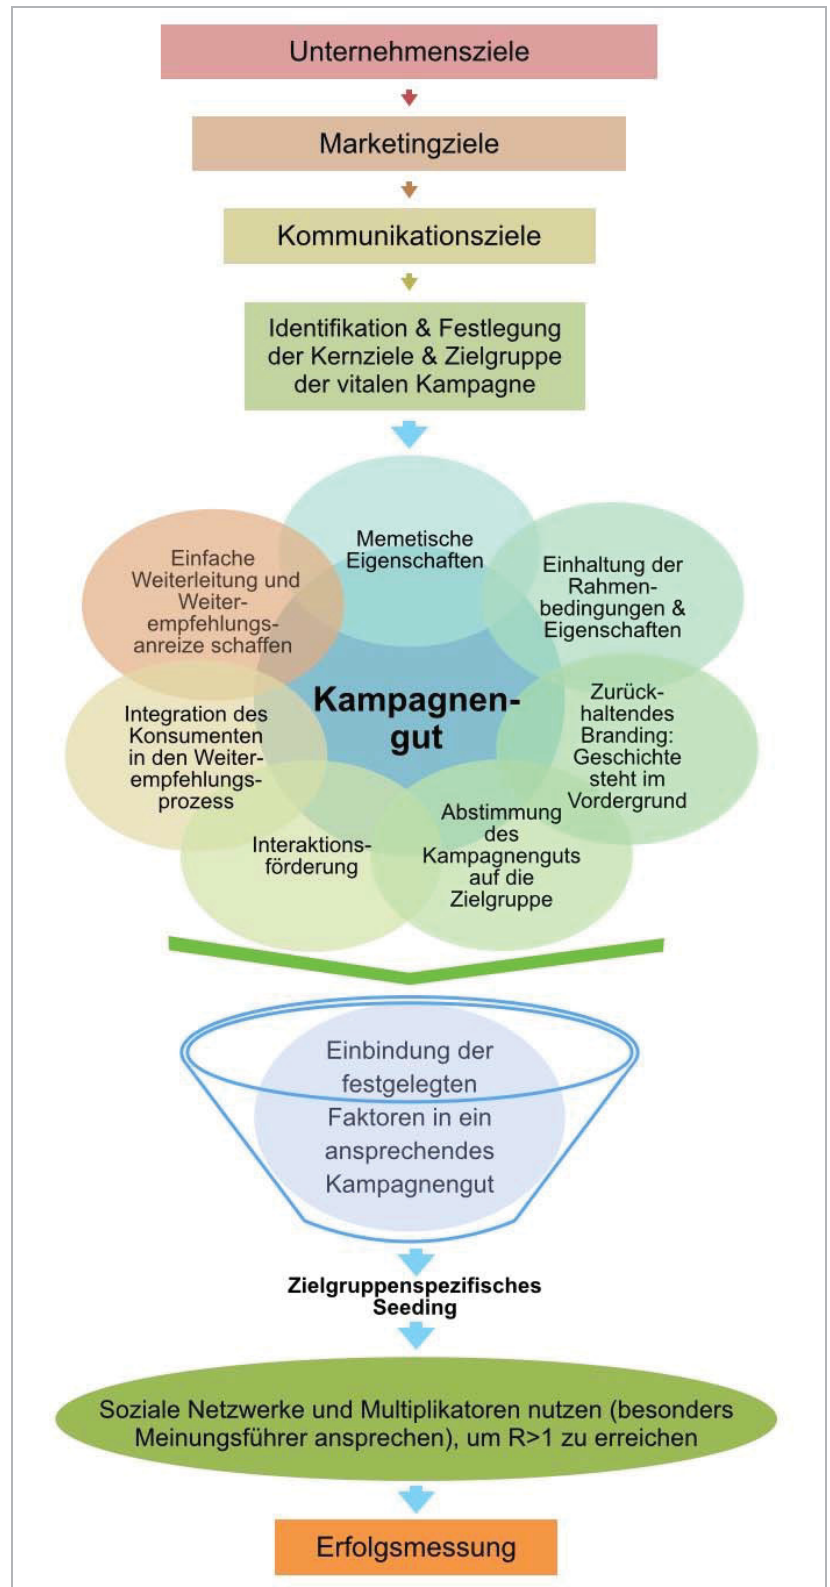 Unternehmensziele
Marketingziele
Kommunikationsziele
Identifikation & Festlegung
der Kernziele & Zielgruppe
der vitalen Kampagne
Memetische
Eigenschaften
Einfache
Weiterleitung und
Weiter-
empfehlungs-
anreize schaffen
Einhaltung der
Rahmen-
bedingungen &
Eigenschaften
Kampagnen-
gut
Integration des
Konsumenten
in den Weiter-
empfehlungs-
prozess
Zurück-
haltendes
Branding:
Geschichte
steht im
Vordergrund
Interaktions-
förderung
Abstimmung
des
Kampagnenguts
auf die
Zielgruppe
Einbindung der
festgelegten
Faktoren in ein
ansprechendes
Kampagnengut
Zielgruppenspezifisches
Seeding
Soziale Netzwerke und Multiplikatoren nutzen (besonders
Meinungsführer ansprechen), um R>1 zu erreichen
Erfolgsmessung